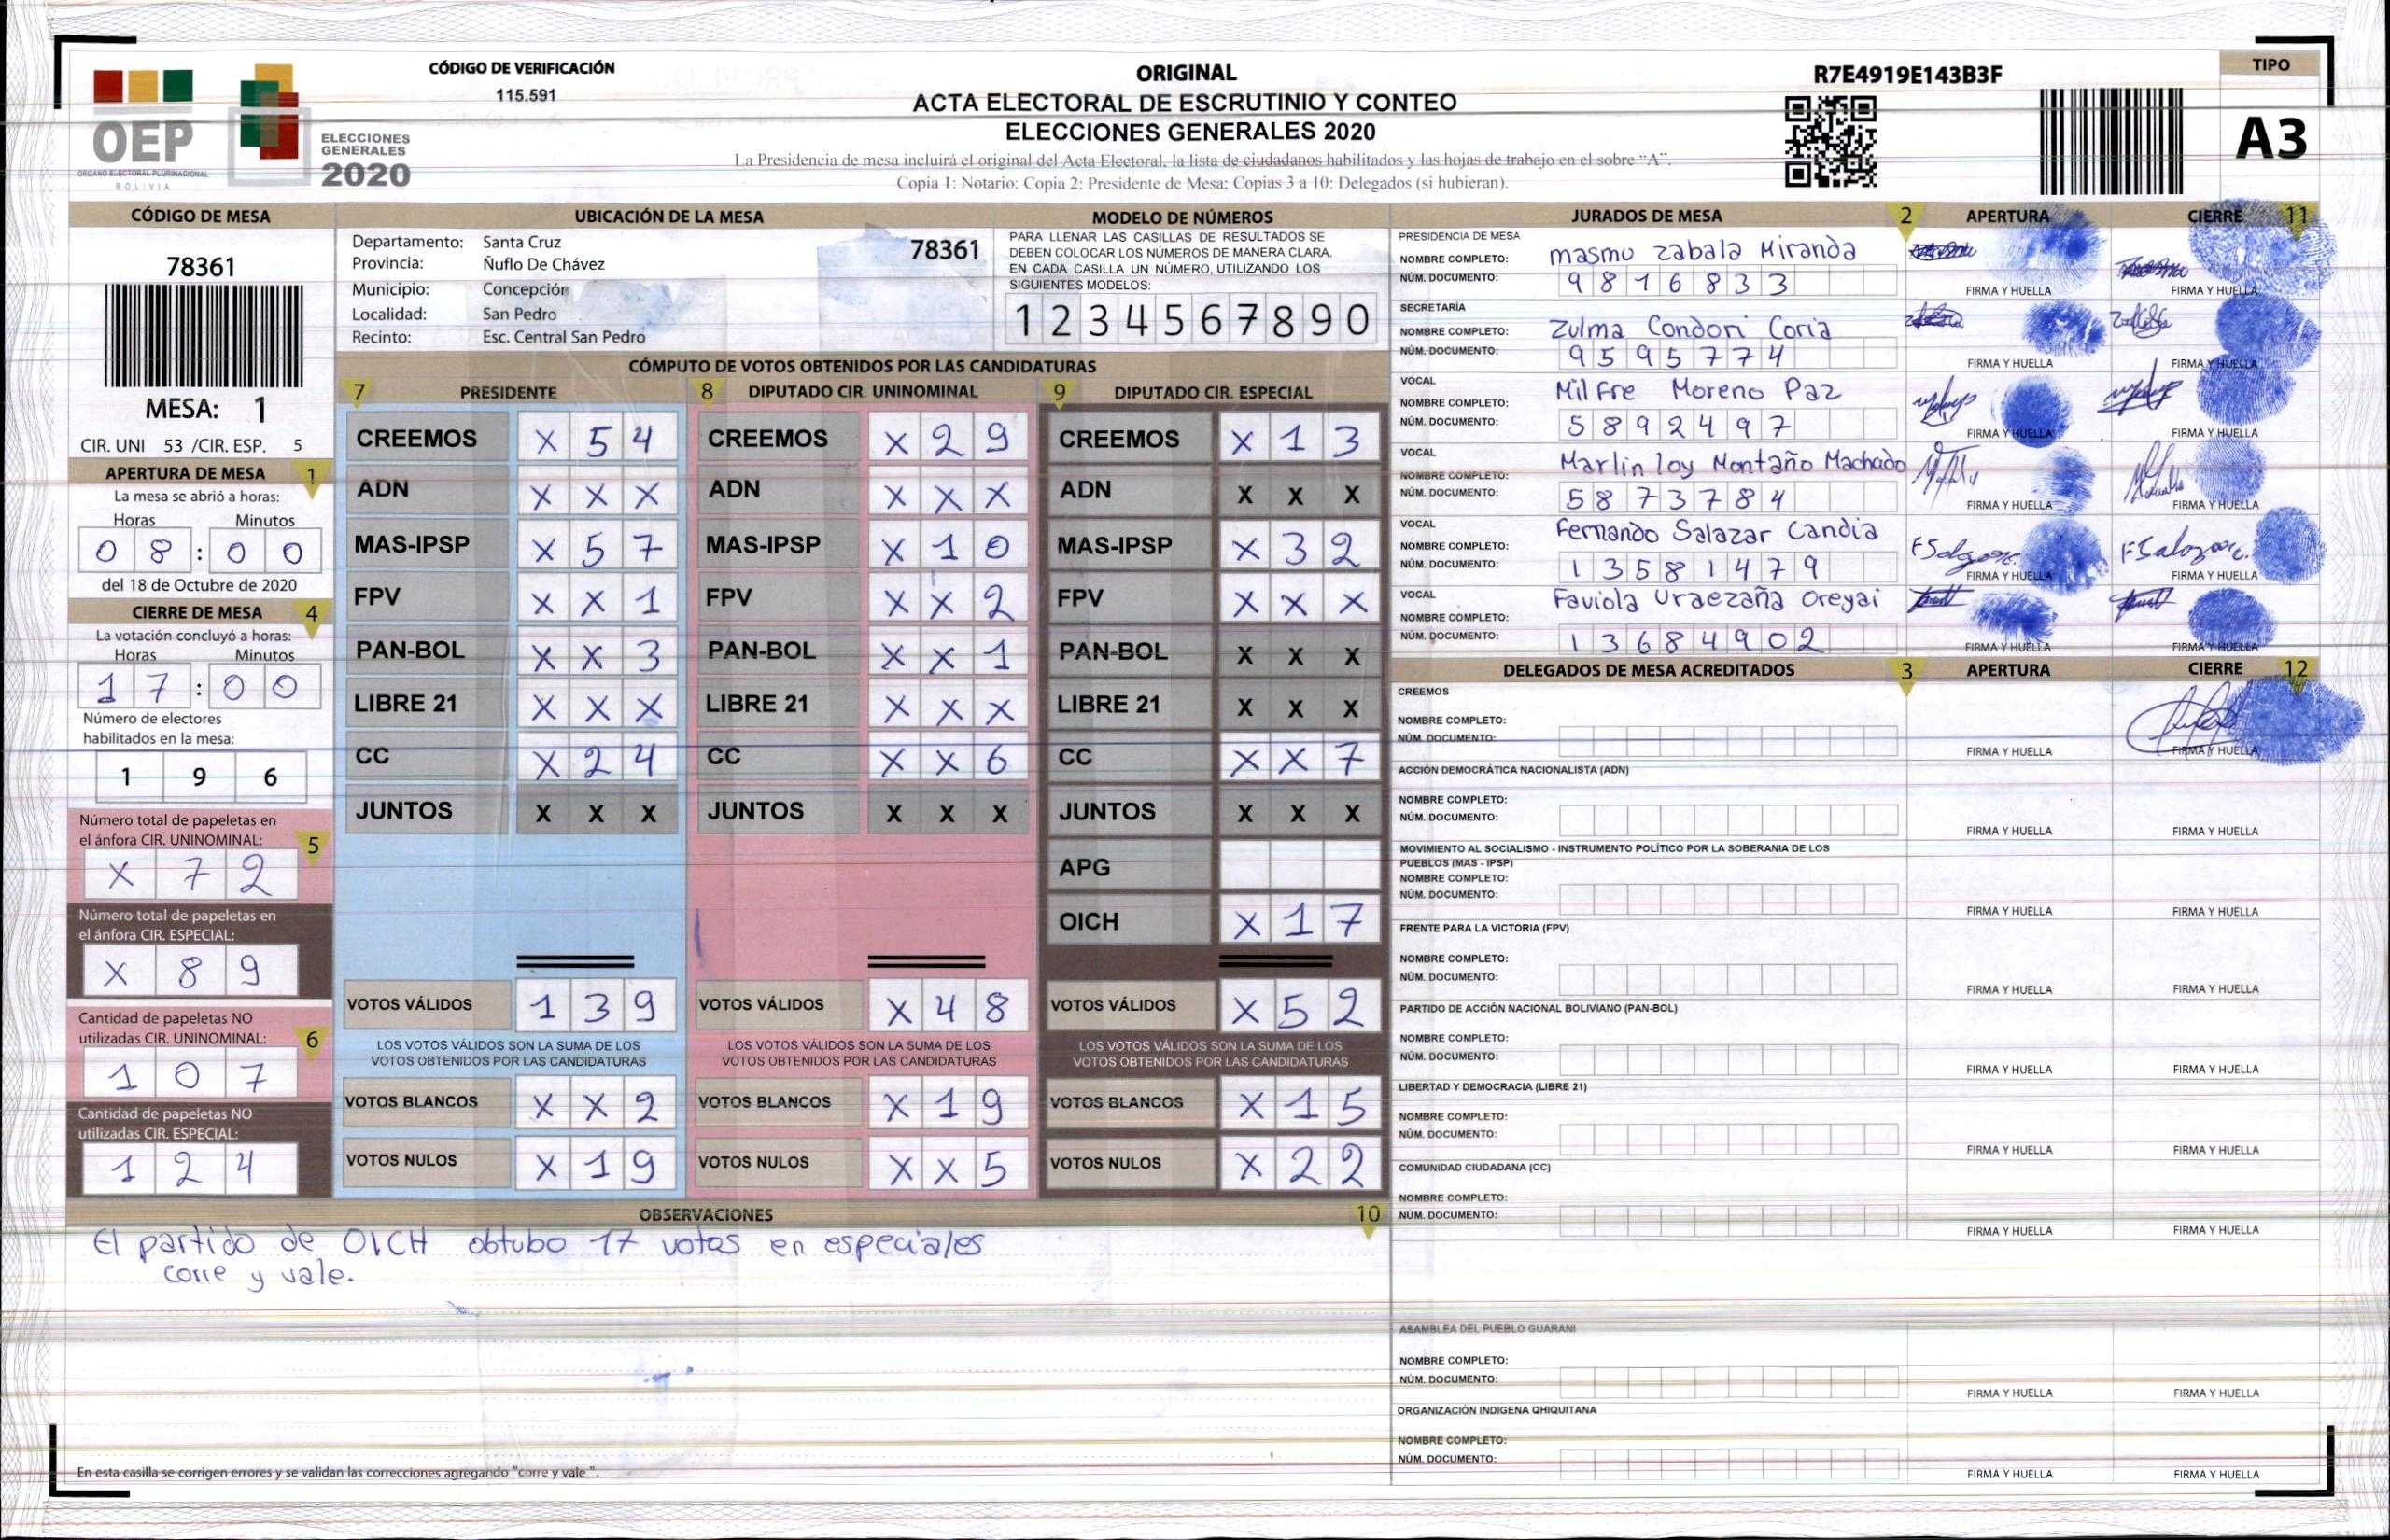 CÓDIGO DE VERIFICACIÓN
115.591
OEP
ÓRGANO ELECTORAL PLURINACIONAL
BOLIVIA
ELECCIONES
GENERALES
2020
ORIGINAL
ACTA ELECTORAL DE ESCRUTINIO Y CONTEO
ELECCIONES GENERALES 2020
La Presidencia de mesa incluirá el original del Acta Electoral, la lista de ciudadanos habilitados y las hojas de trabajo en el sobre "A".
Copia 1: Notario: Copia 2: Presidente de Mesa: Copias 3 a 10: Delegados (si hubieran).
R7E4919E143B3F
TIPO
A3
CÓDIGO DE MESA
78361
MESA: 1
CIR. UNI 53 /CIR. ESP. 5
APERTURA DE MESA 1
La mesa se abrió a horas:
Horas Minutos
0 8 : 0 0
del 18 de Octubre de 2020
CIERRE DE MESA 4
La votación concluyó a horas:
Horas Minutos
1 7 : 0 0
Número de electores
habilitados en la mesa:
1 9 6
Número total de papeletas en
el ánfora CIR. UNINOMINAL: 5
X 7 2
Número total de papeletas en
el ánfora CIR. ESPECIAL:
X 8 9
Cantidad de papeletas NO
utilizadas CIR. UNINOMINAL: 6
1 0 7
Cantidad de papeletas NO
utilizadas CIR. ESPECIAL:
1 2 4
UBICACIÓN DE LA MESA
Departamento: Santa Cruz 78361
Provincia: Ñuflo De Chávez
Municipio: Concepción
Localidad: San Pedro
Recinto: Esc. Central San Pedro
MODELO DE NÚMEROS
PARA LLENAR LAS CASILLAS DE RESULTADOS SE
DEBEN COLOCAR LOS NÚMEROS DE MANERA CLARA.
EN CADA CASILLA UN NÚMERO, UTILIZANDO LOS
SIGUIENTES MODELOS:
1 2 3 4 5 6 7 8 9 0
CÓMPUTO DE VOTOS OBTENIDOS POR LAS CANDIDATURAS
7 PRESIDENTE 8 DIPUTADO CIR. UNINOMINAL 9 DIPUTADO CIR. ESPECIAL
CREEMOS X 5 4 CREEMOS X 2 9 CREEMOS X 1 3
ADN X X X ADN X X X ADN X X X
MAS-IPSP X 5 7 MAS-IPSP X 1 0 MAS-IPSP X 3 2
FPV X X 1 FPV X X 2 FPV X X X
PAN-BOL X X 3 PAN-BOL X X 1 PAN-BOL X X X
LIBRE 21 X X X LIBRE 21 X X X LIBRE 21 X X X
CC X 2 4 CC X X 6 CC X X 7
JUNTOS X X X JUNTOS X X X JUNTOS X X X
APG
OICH X 1 7
VOTOS VÁLIDOS 1 3 9 VOTOS VÁLIDOS X 4 8 VOTOS VÁLIDOS X 5 2
LOS VOTOS VÁLIDOS SON LA SUMA DE LOS LOS VOTOS VÁLIDOS SON LA SUMA DE LOS LOS VOTOS VÁLIDOS SON LA SUMA DE LOS
VOTOS OBTENIDOS POR LAS CANDIDATURAS VOTOS OBTENIDOS POR LAS CANDIDATURAS VOTOS OBTENIDOS POR LAS CANDIDATURAS
VOTOS BLANCOS X X 2 VOTOS BLANCOS X 1 9 VOTOS BLANCOS X 1 5
VOTOS NULOS X 1 9 VOTOS NULOS X X 5 VOTOS NULOS X 2 2
OBSERVACIONES 10
El partido de OICH obtubo 17 votos en especiales
corre y vale.
En esta casilla se corrigen errores y se validan las correcciones agregando "corre y vale ".
JURADOS DE MESA 2 APERTURA CIERRE 11
PRESIDENCIA DE MESA
NOMBRE COMPLETO: masmo zabala Miranda
NÚM. DOCUMENTO: 9 8 1 6 8 3 3
FIRMA Y HUELLA FIRMA Y HUELLA
SECRETARÍA
NOMBRE COMPLETO: Zulma Condori Coria
NÚM. DOCUMENTO: 9 5 9 5 7 7 4
FIRMA Y HUELLA FIRMA Y HUELLA
VOCAL
NOMBRE COMPLETO: Milfre Moreno Paz
NÚM. DOCUMENTO: 5 8 9 2 4 9 7
FIRMA Y HUELLA FIRMA Y HUELLA
VOCAL
NOMBRE COMPLETO: Marlin loy Montaño Machado
NÚM. DOCUMENTO: 5 8 7 3 7 8 4
FIRMA Y HUELLA FIRMA Y HUELLA
VOCAL
NOMBRE COMPLETO: Fernando Salazar Candia
NÚM. DOCUMENTO: 1 3 5 8 1 4 7 9
FIRMA Y HUELLA FIRMA Y HUELLA
VOCAL
NOMBRE COMPLETO: Faviola Uraezaña Oreyai
NÚM. DOCUMENTO: 1 3 6 8 4 9 0 2
FIRMA Y HUELLA FIRMA Y HUELLA
DELEGADOS DE MESA ACREDITADOS 3 APERTURA CIERRE 12
CREEMOS
NOMBRE COMPLETO:
NÚM. DOCUMENTO:
FIRMA Y HUELLA FIRMA Y HUELLA
ACCIÓN DEMOCRÁTICA NACIONALISTA (ADN)
NOMBRE COMPLETO:
NÚM. DOCUMENTO:
FIRMA Y HUELLA FIRMA Y HUELLA
MOVIMIENTO AL SOCIALISMO - INSTRUMENTO POLÍTICO POR LA SOBERANIA DE LOS
PUEBLOS (MAS - IPSP)
NOMBRE COMPLETO:
NÚM. DOCUMENTO:
FIRMA Y HUELLA FIRMA Y HUELLA
FRENTE PARA LA VICTORIA (FPV)
NOMBRE COMPLETO:
NÚM. DOCUMENTO:
FIRMA Y HUELLA FIRMA Y HUELLA
PARTIDO DE ACCIÓN NACIONAL BOLIVIANO (PAN-BOL)
NOMBRE COMPLETO:
NÚM. DOCUMENTO:
FIRMA Y HUELLA FIRMA Y HUELLA
LIBERTAD Y DEMOCRACIA (LIBRE 21)
NOMBRE COMPLETO:
NÚM. DOCUMENTO:
FIRMA Y HUELLA FIRMA Y HUELLA
COMUNIDAD CIUDADANA (CC)
NOMBRE COMPLETO:
NÚM. DOCUMENTO:
FIRMA Y HUELLA FIRMA Y HUELLA
ASAMBLEA DEL PUEBLO GUARANI
NOMBRE COMPLETO:
NÚM. DOCUMENTO:
FIRMA Y HUELLA FIRMA Y HUELLA
ORGANIZACIÓN INDIGENA QHIQUITANA
NOMBRE COMPLETO:
NÚM. DOCUMENTO:
FIRMA Y HUELLA FIRMA Y HUELLA